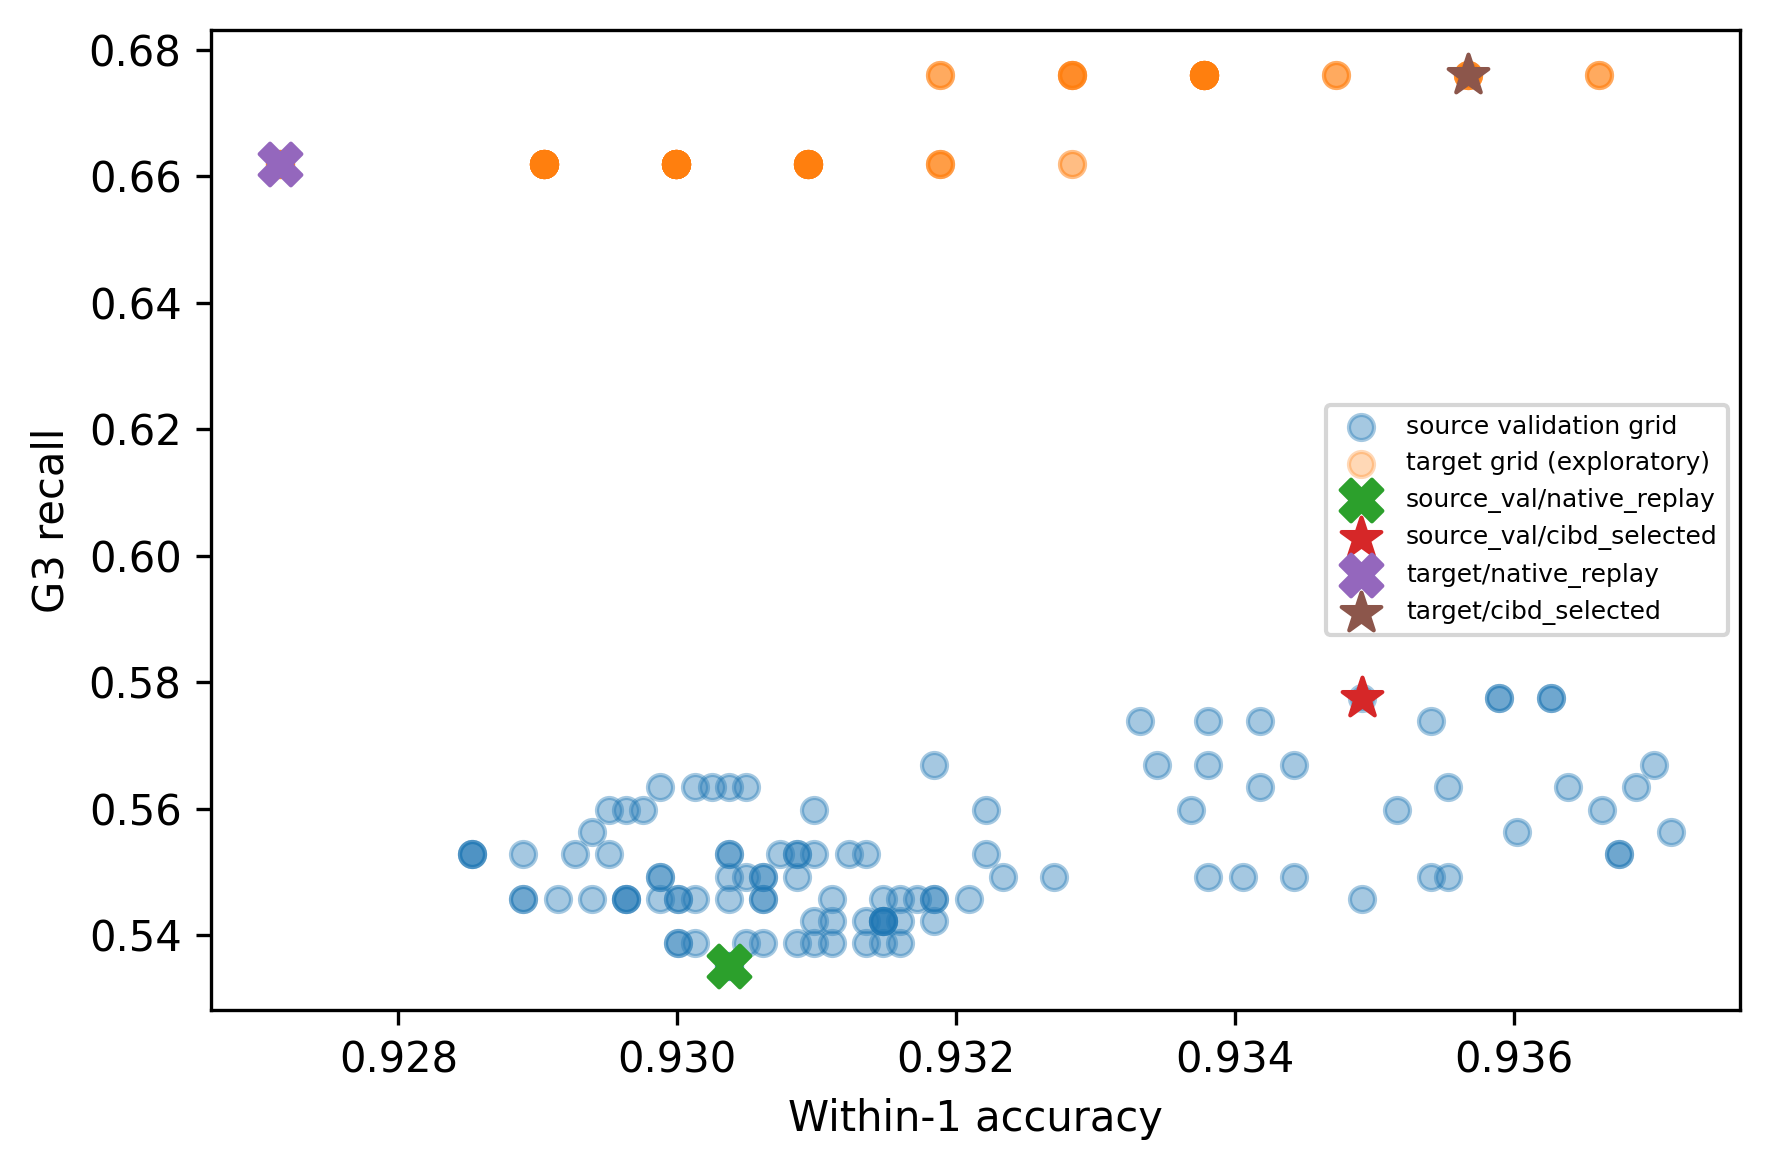 0.68
0.66
0.64
0.62
0.60
0.58
0.56
0.54
G3 recall
source validation grid
target grid (exploratory)
source_val/native_replay
source_val/cibd_selected
target/native_replay
target/cibd_selected
0.928 0.930 0.932 0.934 0.936
Within-1 accuracy